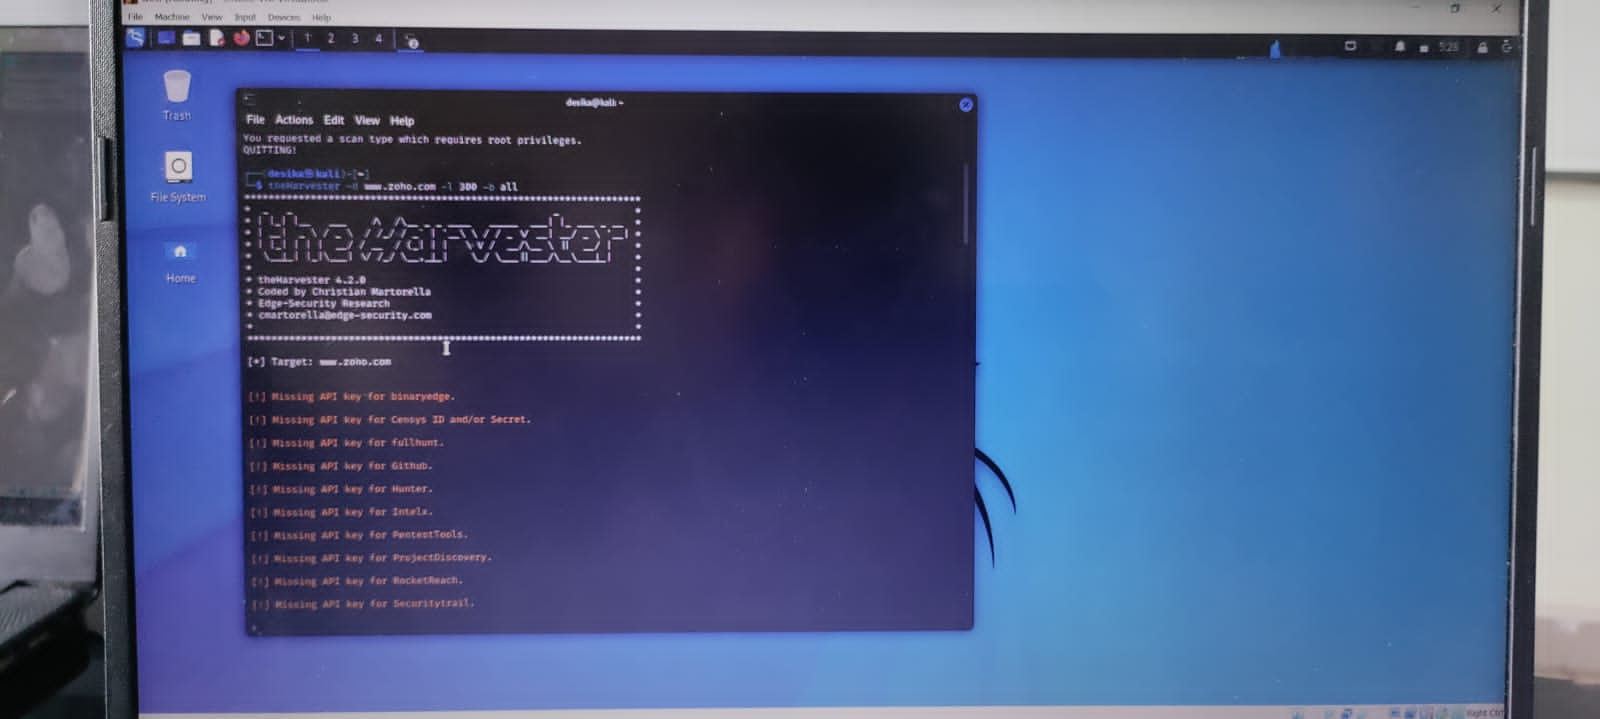 File Machine View Input Devices Help
1 2 3 4
5:28
Trash
File System
Home
desika@kali: ~
File Actions Edit View Help
You requested a scan type which requires root privileges.
QUITTING!
(desika㉿kali)-[~]
$ theHarvester -d www.zoho.com -l 300 -b all
theHarvester
* theHarvester 4.2.0
* Coded by Christian Martorella
* Edge-Security Research
* cmartorella@edge-security.com
[*] Target: www.zoho.com
[!] Missing API key for binaryedge.
[!] Missing API key for Censys ID and/or Secret.
[!] Missing API key for fullhunt.
[!] Missing API key for Github.
[!] Missing API key for Hunter.
[!] Missing API key for Intelx.
[!] Missing API key for PentestTools.
[!] Missing API key for ProjectDiscovery.
[!] Missing API key for RocketReach.
[!] Missing API key for Securitytrail.
Right Ctrl